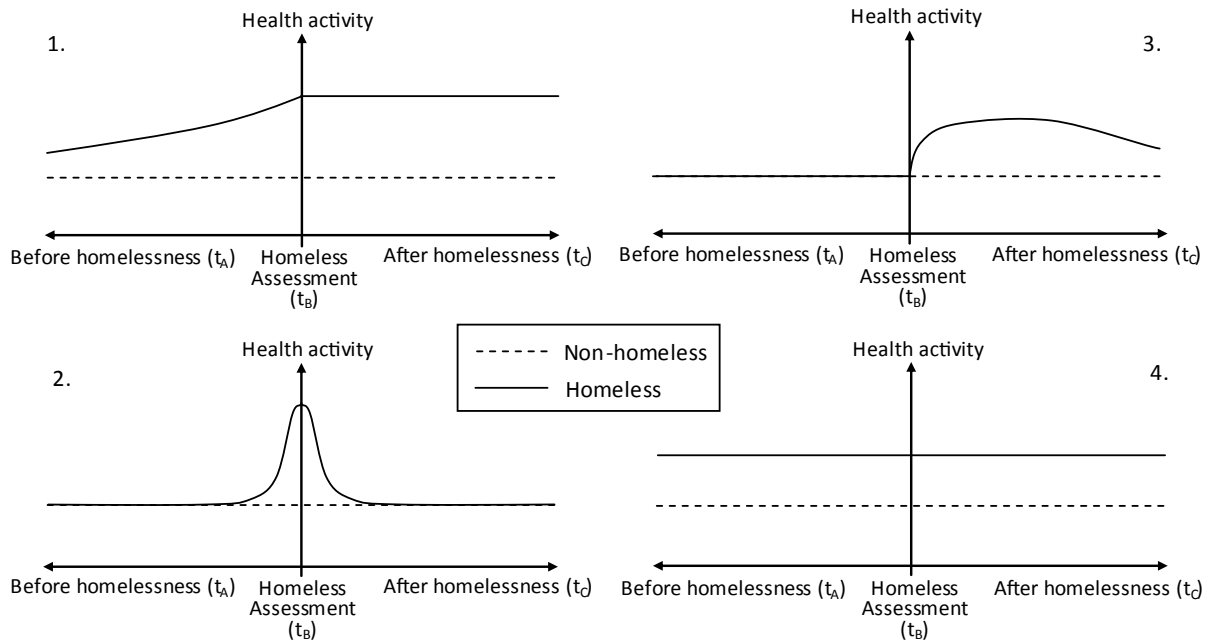 Health activity
1.
Before homelessness (tA)
Homeless
Assessment
(tB)
After homelessness (tC)
Health activity
3.
Before homelessness (tA)
Homeless
Assessment
(tB)
After homelessness (tC)
Non-homeless
Homeless
Health activity
2.
Before homelessness (tA)
Homeless
Assessment
(tB)
After homelessness (tC)
Health activity
4.
Before homelessness (tA)
Homeless
Assessment
(tB)
After homelessness (tC)